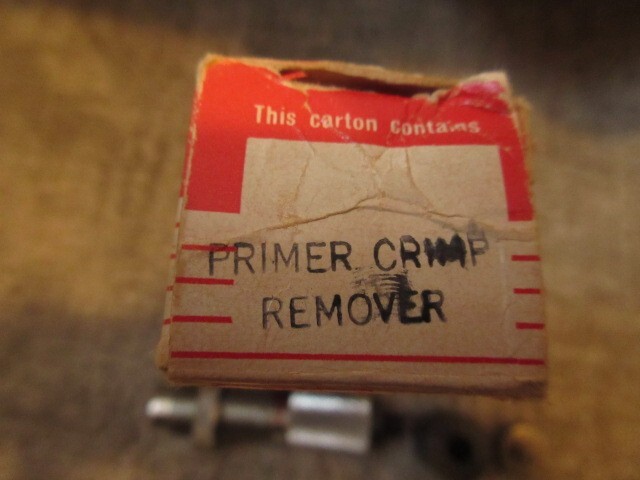 This carton contains
PRIMER CRIMP
REMOVER